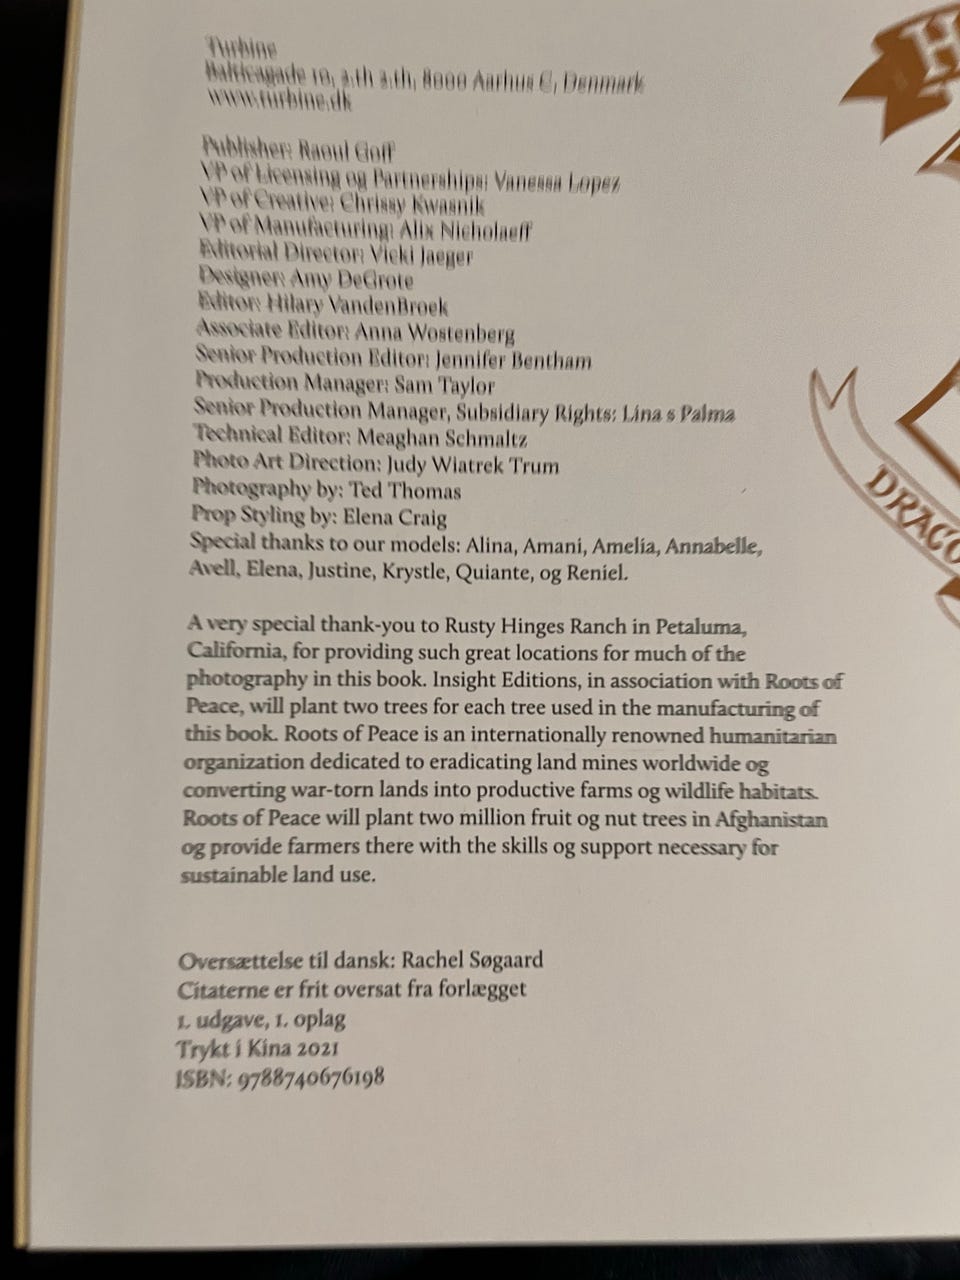 Turbine
Balticagade 10, 2.th 2.th, 8000 Aarhus C, Denmark
www.turbine.dk
Publisher: Raoul Goff
VP of Licensing og Partnerships: Vanessa Lopez
VP of Creative: Chrissy Kwasnik
VP of Manufacturing: Alix Nicholaeff
Editorial Director: Vicki Jaeger
Designer: Amy DeGrote
Editor: Hilary VandenBroek
Associate Editor: Anna Wostenberg
Senior Production Editor: Jennifer Bentham
Production Manager: Sam Taylor
Senior Production Manager, Subsidiary Rights: Lina s Palma
Technical Editor: Meaghan Schmaltz
Photo Art Direction: Judy Wiatrek Trum
Photography by: Ted Thomas
Prop Styling by: Elena Craig
Special thanks to our models: Alina, Amani, Amelia, Annabelle,
Avell, Elena, Justine, Krystle, Quiante, og Reniel.
A very special thank-you to Rusty Hinges Ranch in Petaluma,
California, for providing such great locations for much of the
photography in this book. Insight Editions, in association with Roots of
Peace, will plant two trees for each tree used in the manufacturing of
this book. Roots of Peace is an internationally renowned humanitarian
organization dedicated to eradicating land mines worldwide og
converting war-torn lands into productive farms og wildlife habitats.
Roots of Peace will plant two million fruit og nut trees in Afghanistan
og provide farmers there with the skills og support necessary for
sustainable land use.
Oversættelse til dansk: Rachel Søgaard
Citaterne er frit oversat fra forlægget
1. udgave, 1. oplag
Trykt i Kina 2021
ISBN: 9788740676198
H
DRACO